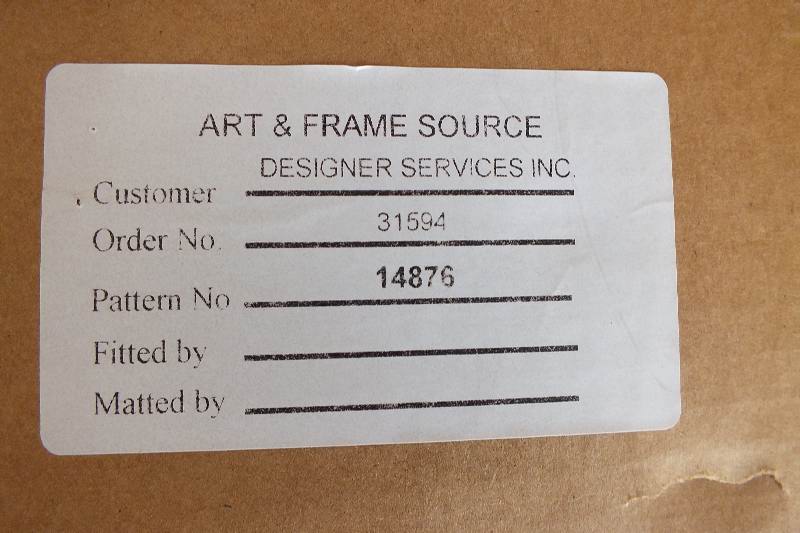 ART & FRAME SOURCE
DESIGNER SERVICES INC.
Customer
31594
Order No.
14876
Pattern No
Fitted by
Matted by